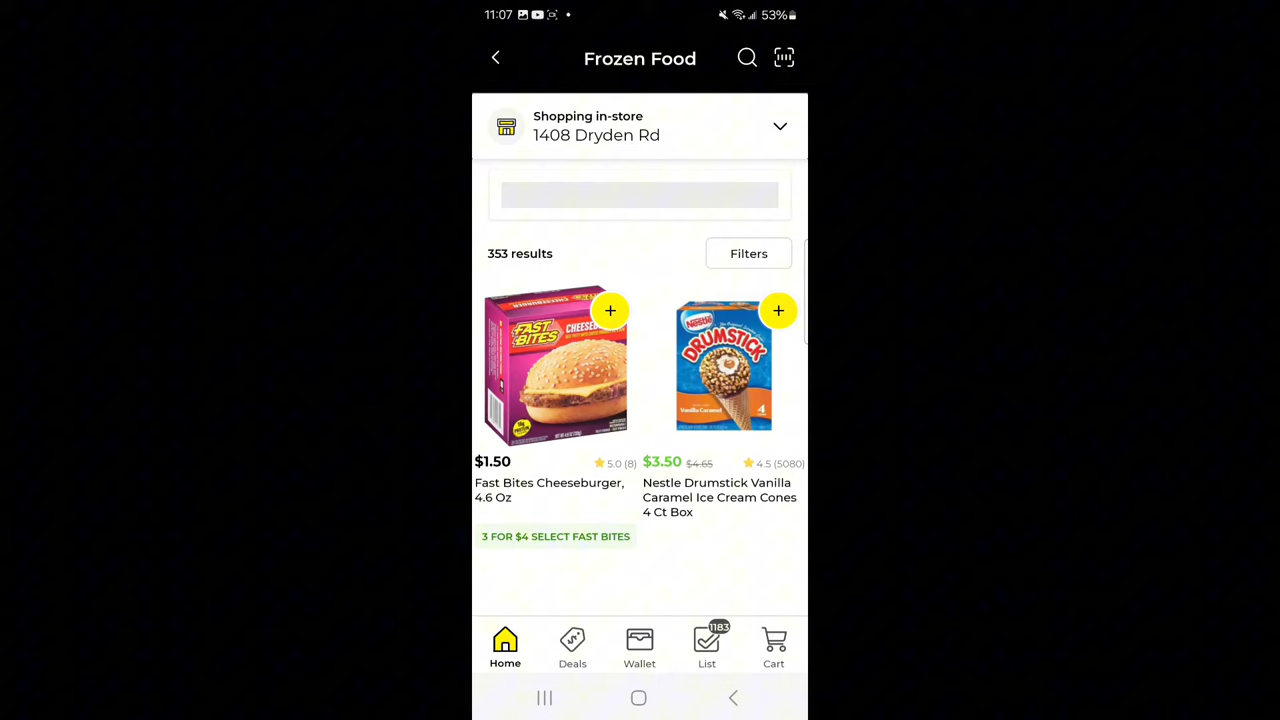 11:07
53%
Frozen Food
Shopping in-store
1408 Dryden Rd
353 results
Filters
FAST BITES
CHEESEB
Nestle
DRUMSTICK
Vanilla Caramel
4
$1.50
5.0 (8)
$3.50 $4.65
4.5 (5080)
Fast Bites Cheeseburger,
4.6 Oz
Nestle Drumstick Vanilla
Caramel Ice Cream Cones
4 Ct Box
3 FOR $4 SELECT FAST BITES
1183
Home
Deals
Wallet
List
Cart